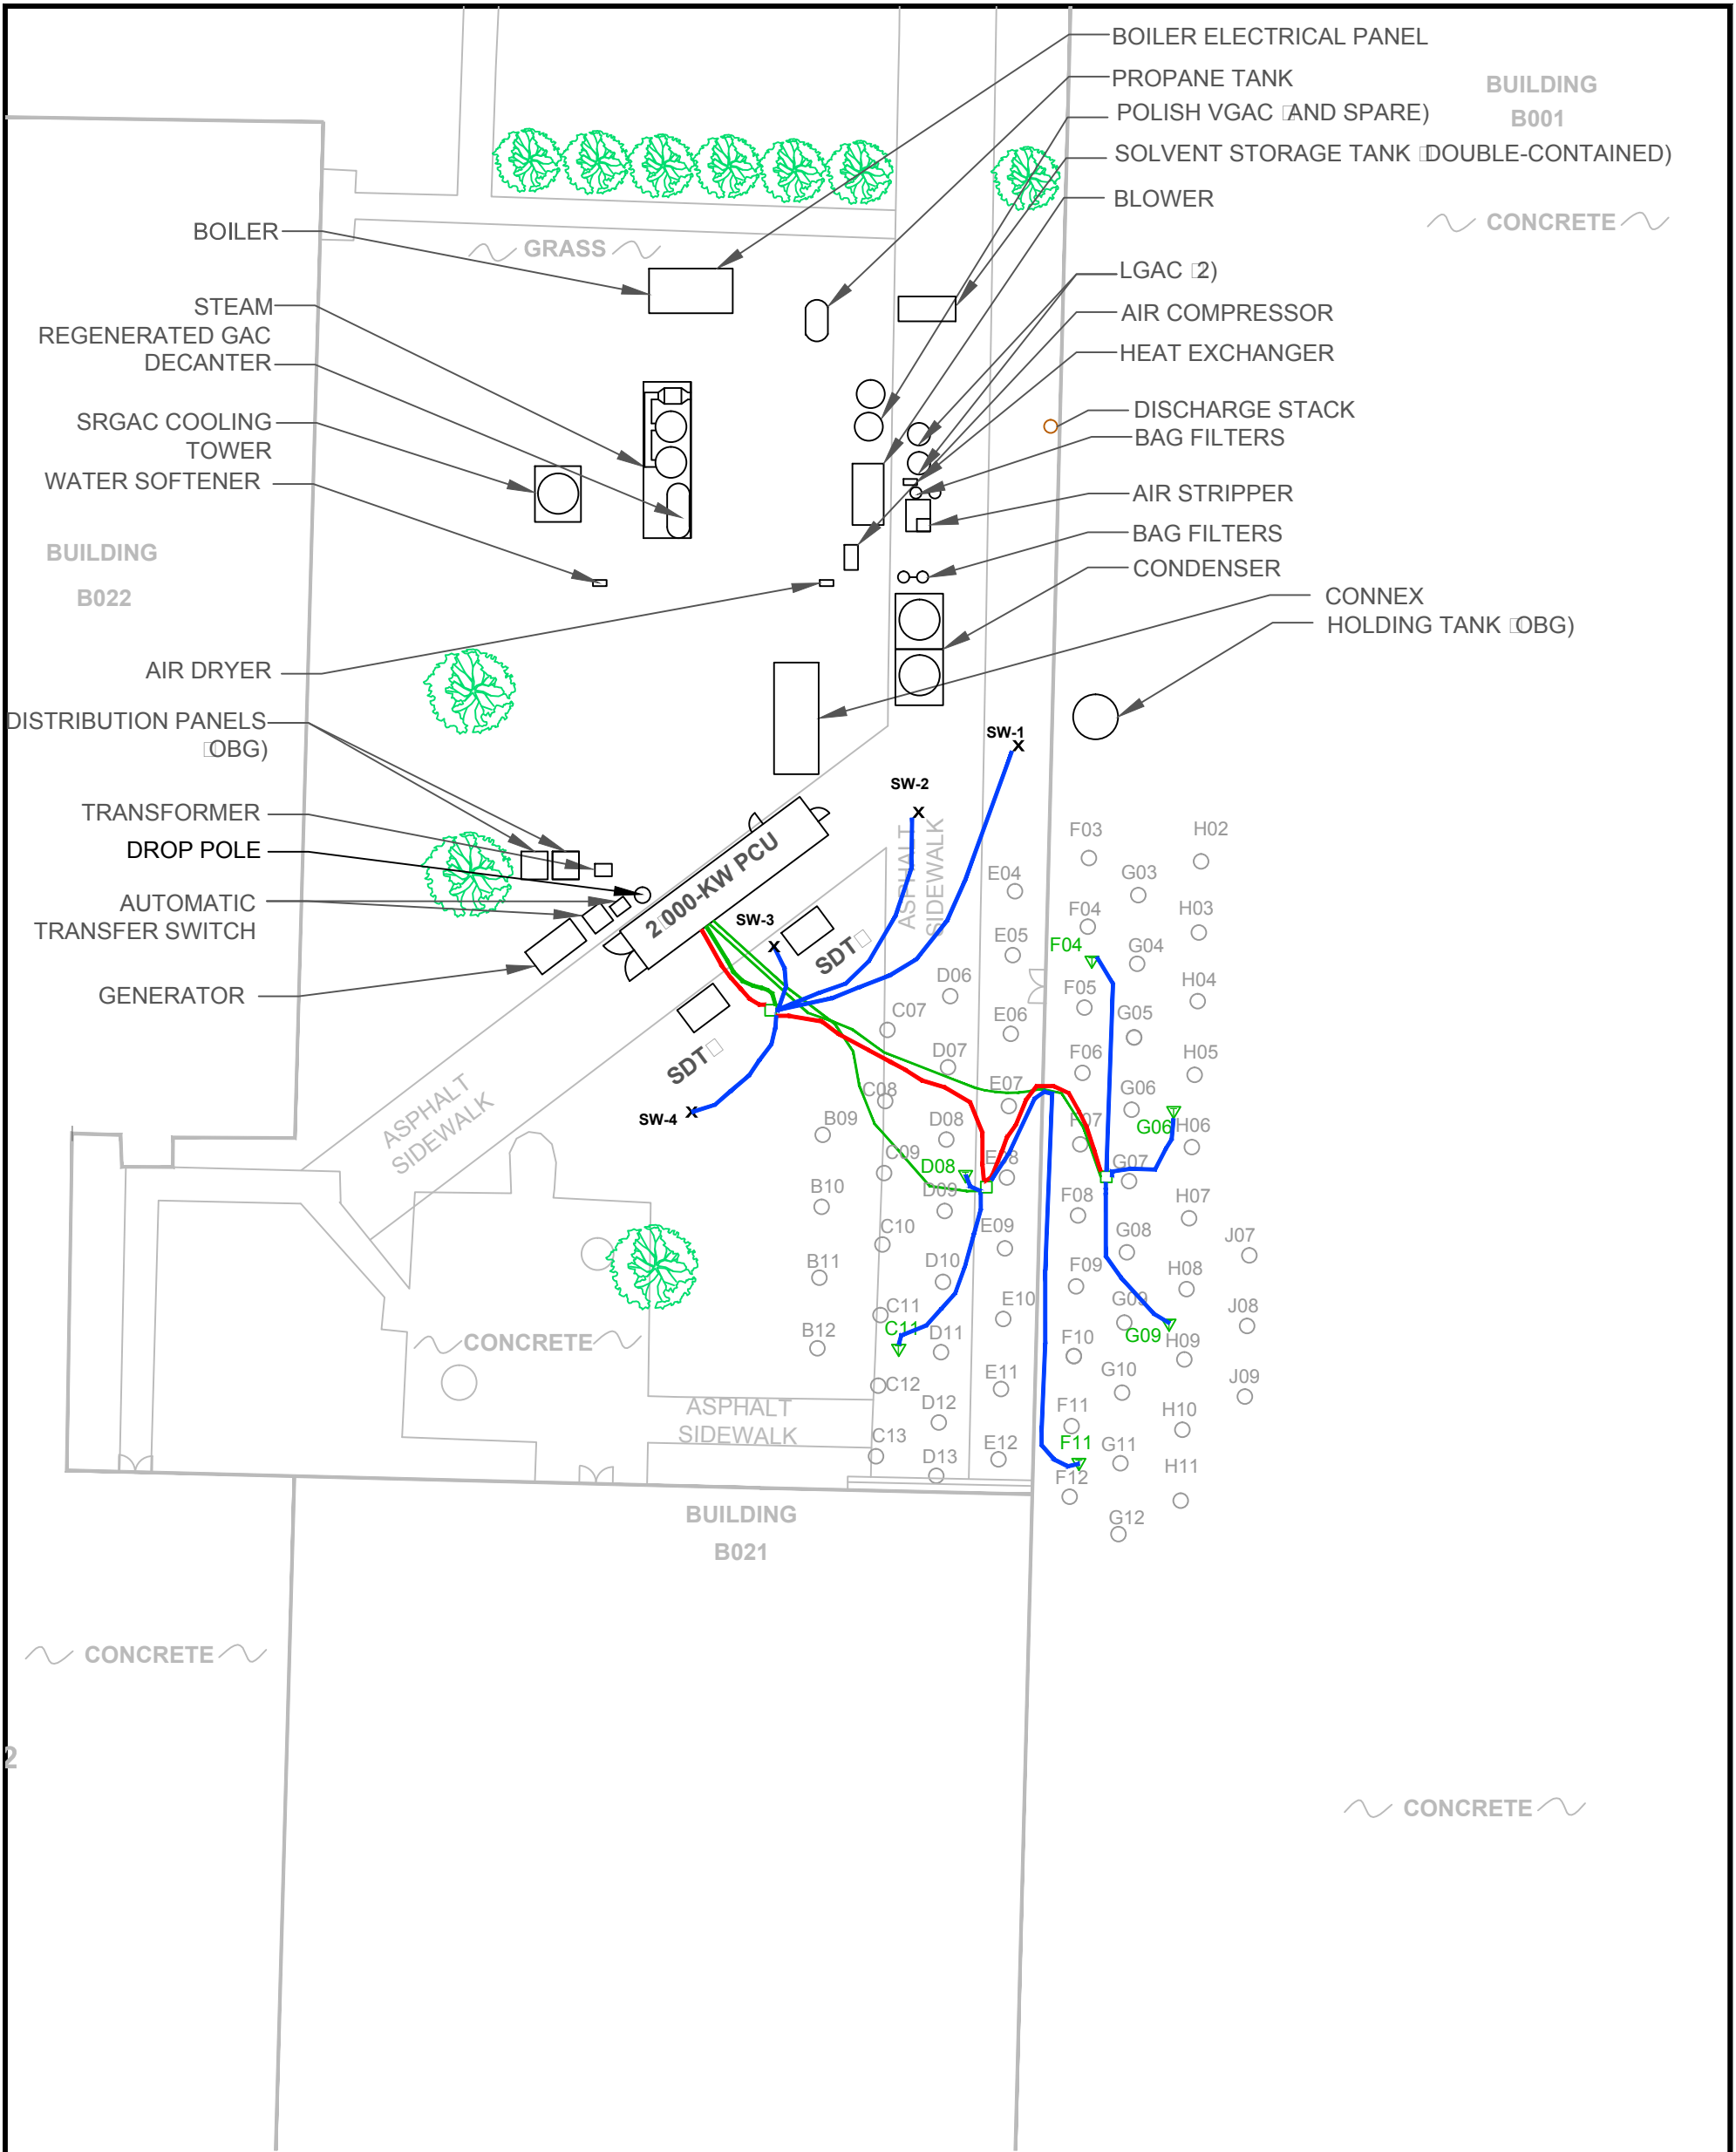 BOILER ELECTRICAL PANEL
PROPANE TANK
BUILDING
B001
POLISH VGAC □AND SPARE)
SOLVENT STORAGE TANK □DOUBLE-CONTAINED)
BLOWER
CONCRETE
BOILER
GRASS
LGAC □2)
STEAM
REGENERATED GAC
AIR COMPRESSOR
HEAT EXCHANGER
DECANTER
SRGAC COOLING
TOWER
DISCHARGE STACK
BAG FILTERS
WATER SOFTENER
AIR STRIPPER
BAG FILTERS
BUILDING
B022
CONDENSER
CONNEX
HOLDING TANK □OBG)
AIR DRYER
DISTRIBUTION PANELS
□OBG)
SW-1
SW-2
TRANSFORMER
DROP POLE
2□000-KW PCU
ASPHALT
SIDEWALK
AUTOMATIC
TRANSFER SWITCH
SW-3
SDT□
GENERATOR
SDT□
SW-4
ASPHALT
SIDEWALK
F03
H02
E04
G03
F04
H03
E05
F04
G04
D06
F05
H04
C07
E06
G05
D07
F06
H05
C08
E07
G06
B09
D08
F07
G06
H06
C09
D08
E08
G07
B10
D09
F08
H07
C10
E09
G08
J07
B11
D10
F09
H08
C11
E10
G09
J08
B12
C11
D11
F10
G09
H09
C12
E11
G10
J09
D12
F11
H10
C13
E12
F11
G11
D13
F12
H11
G12
CONCRETE
ASPHALT
SIDEWALK
BUILDING
B021
CONCRETE
2
CONCRETE